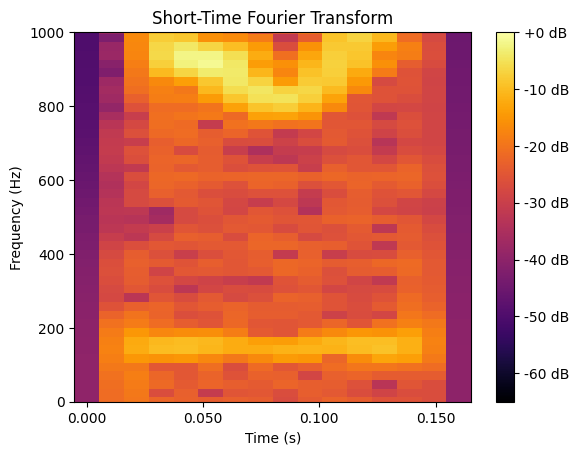 Short-Time Fourier Transform
1000
800
600
400
200
0
Frequency (Hz)
0.000
0.050
0.100
0.150
Time (s)
+0 dB
-10 dB
-20 dB
-30 dB
-40 dB
-50 dB
-60 dB